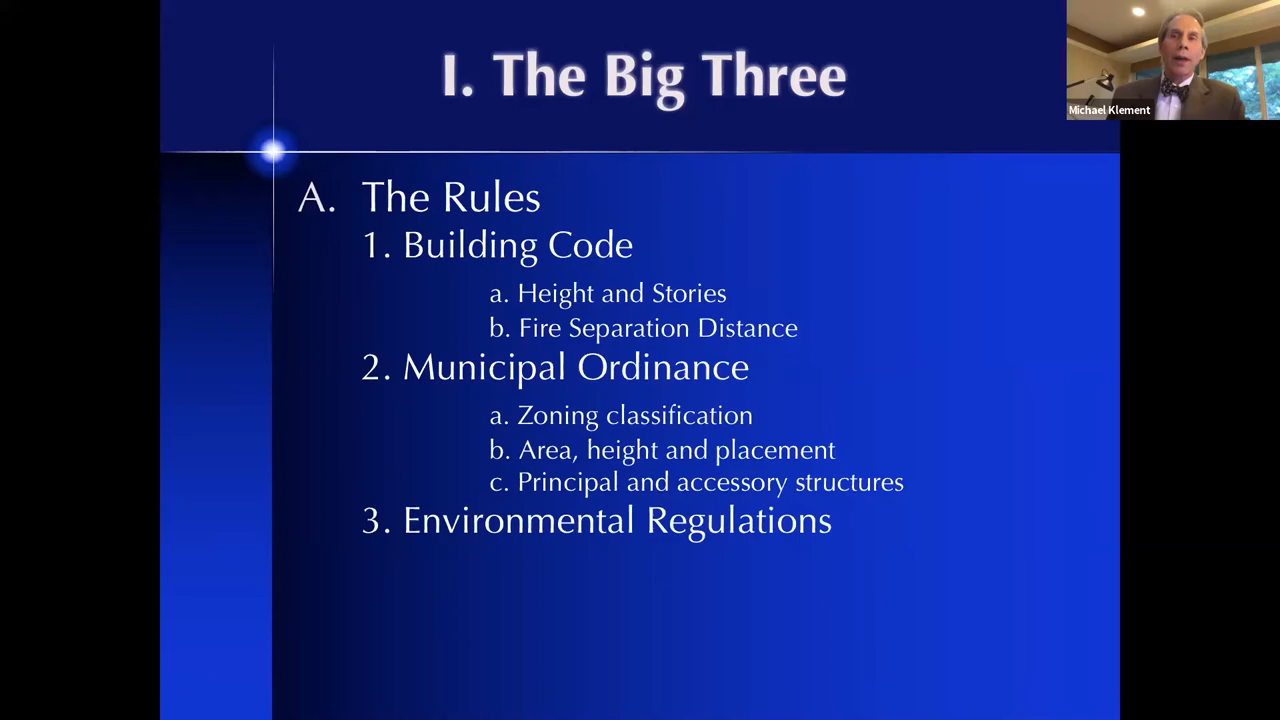 I. The Big Three
Michael Klement
A. The Rules
1. Building Code
a. Height and Stories
b. Fire Separation Distance
2. Municipal Ordinance
a. Zoning classification
b. Area, height and placement
c. Principal and accessory structures
3. Environmental Regulations